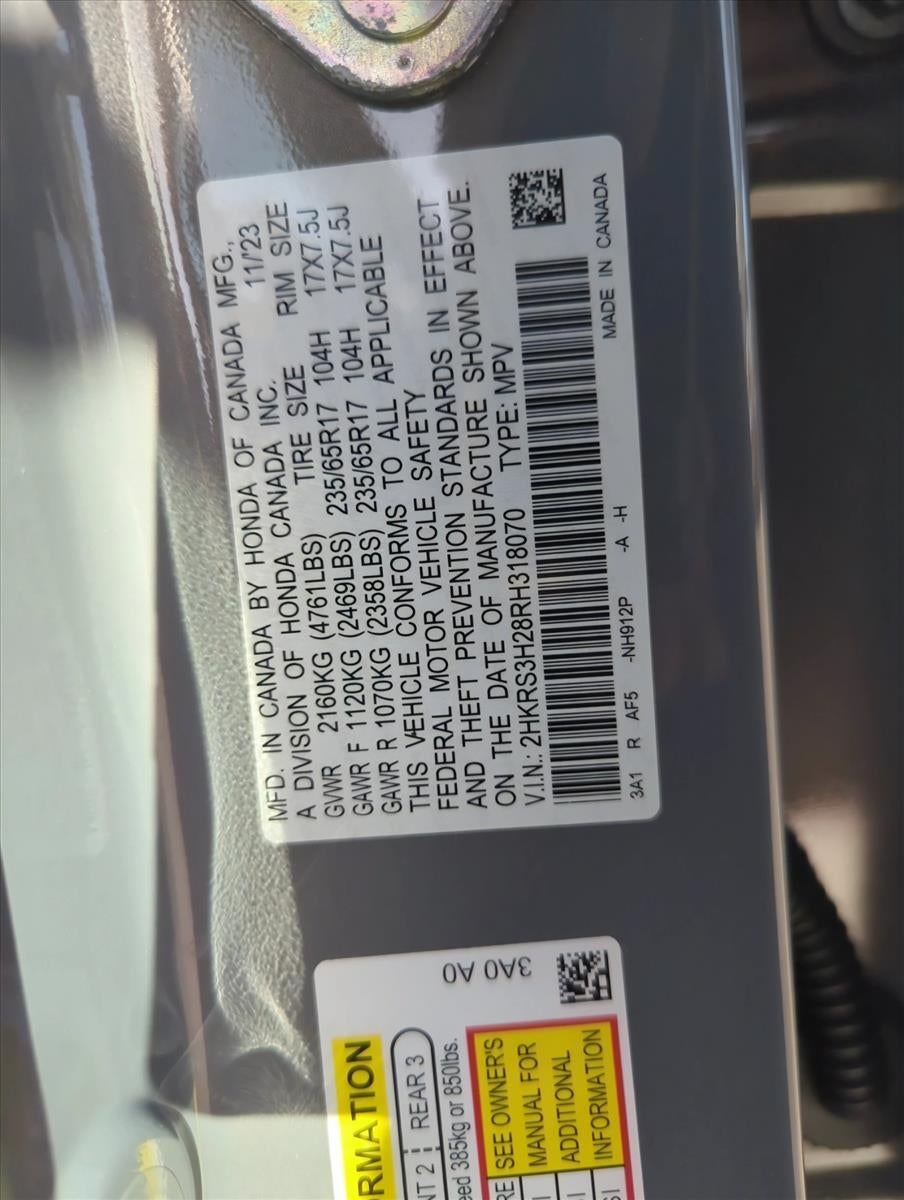 MFD. IN CANADA BY HONDA OF CANADA MFG.,
A DIVISION OF HONDA CANADA INC. 11/'23
GVWR 2160KG (4761LBS) TIRE SIZE RIM SIZE
GAWR F 1120KG (2469LBS) 235/65R17 104H 17X7.5J
GAWR R 1070KG (2358LBS) 235/65R17 104H 17X7.5J
THIS VEHICLE CONFORMS TO ALL APPLICABLE
FEDERAL MOTOR VEHICLE SAFETY
AND THEFT PREVENTION STANDARDS IN EFFECT
ON THE DATE OF MANUFACTURE SHOWN ABOVE.
V.I.N.: 2HKRS3H28RH318070 TYPE: MPV
3A1 R AF5 -NH912P -A -H MADE IN CANADA
3A0 A0
RMATION
NT 2 REAR 3
eed 385kg or 850lbs.
RE SEE OWNER'S
MANUAL FOR
ADDITIONAL
INFORMATION